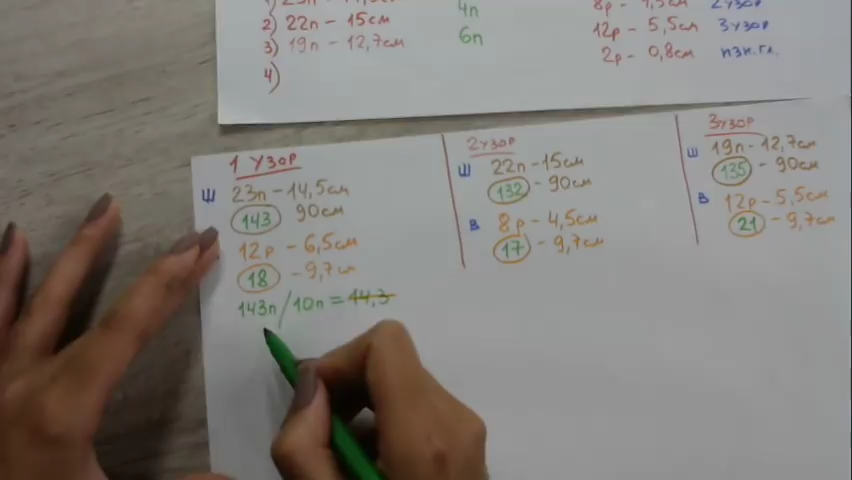 2) 22п - 15см
3) 19п - 12,7см
4)
4п
6п
2узор
12р - 5,5см 3узор
2р - 0,8см изн.гл.
1 УЗОР
Ш 23п - 14,5см
143 90см
12р - 6,5см
18 - 9,7см
143п / 10п = 14,3
2узор
Ш 22п - 15см
132 - 90см
В 8р - 4,5см
17 - 9,7см
3узор
Ш 19п - 12,7см
135 - 90см
В 12р - 5,5см
21 - 9,7см